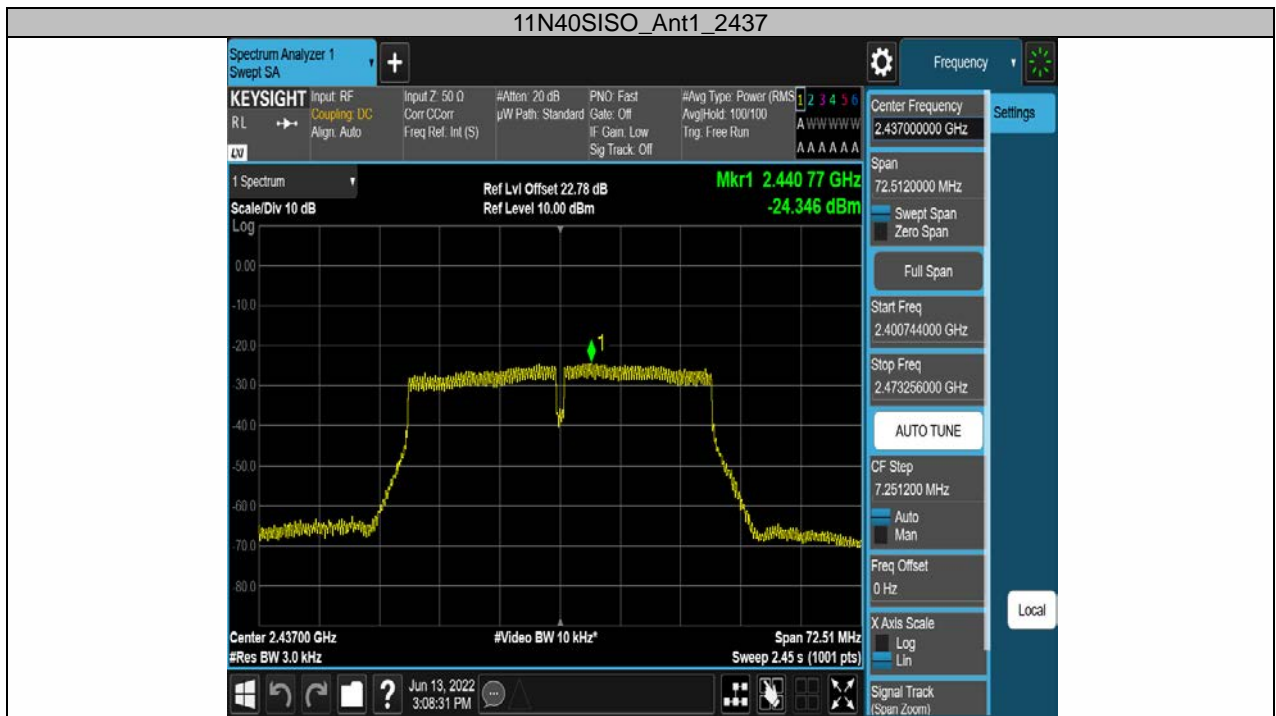 11N40SISO_Ant1_2437
Spectrum Analyzer 1
Swept SA
Frequency
KEYSIGHT
RL
LXI
Input: RF
Coupling: DC
Align: Auto
Input Z: 50 Ω
Corr CCorr
Freq Ref: Int (S)
#Atten: 20 dB
µW Path: Standard
PNO: Fast
Gate: Off
IF Gain: Low
Sig Track: Off
#Avg Type: Power (RMS
Avg|Hold: 100/100
Trig: Free Run
1 2 3 4 5 6
A W W W W W
A A A A A A
1 Spectrum
Scale/Div 10 dB
Log
Ref Lvl Offset 22.78 dB
Ref Level 10.00 dBm
Mkr1 2.440 77 GHz
-24.346 dBm
0.00
-10.0
-20.0
-30.0
-40.0
-50.0
-60.0
-70.0
-80.0
1
Center 2.43700 GHz
#Res BW 3.0 kHz
#Video BW 10 kHz*
Span 72.51 MHz
Sweep 2.45 s (1001 pts)
Jun 13, 2022
3:08:31 PM
Center Frequency
2.437000000 GHz
Settings
Span
72.5120000 MHz
Swept Span
Zero Span
Full Span
Start Freq
2.400744000 GHz
Stop Freq
2.473256000 GHz
AUTO TUNE
CF Step
7.251200 MHz
Auto
Man
Freq Offset
0 Hz
X Axis Scale
Log
Lin
Local
Signal Track
(Span Zoom)